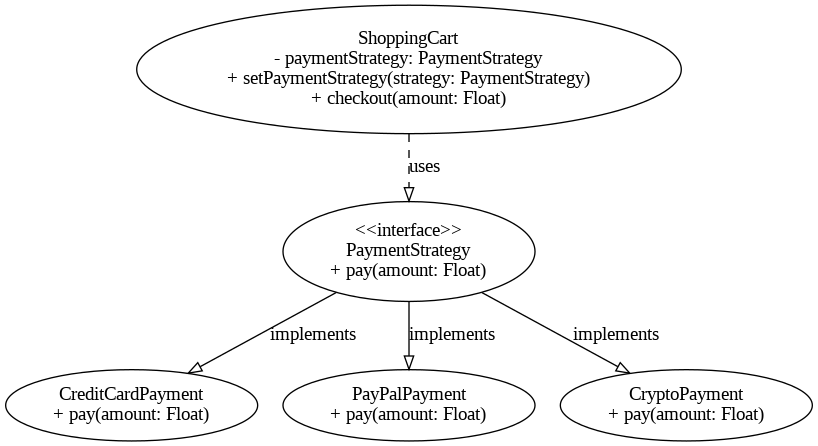 ShoppingCart
- paymentStrategy: PaymentStrategy
+ setPaymentStrategy(strategy: PaymentStrategy)
+ checkout(amount: Float)
uses
<<interface>>
PaymentStrategy
+ pay(amount: Float)
implements
implements
implements
CreditCardPayment
+ pay(amount: Float)
PayPalPayment
+ pay(amount: Float)
CryptoPayment
+ pay(amount: Float)